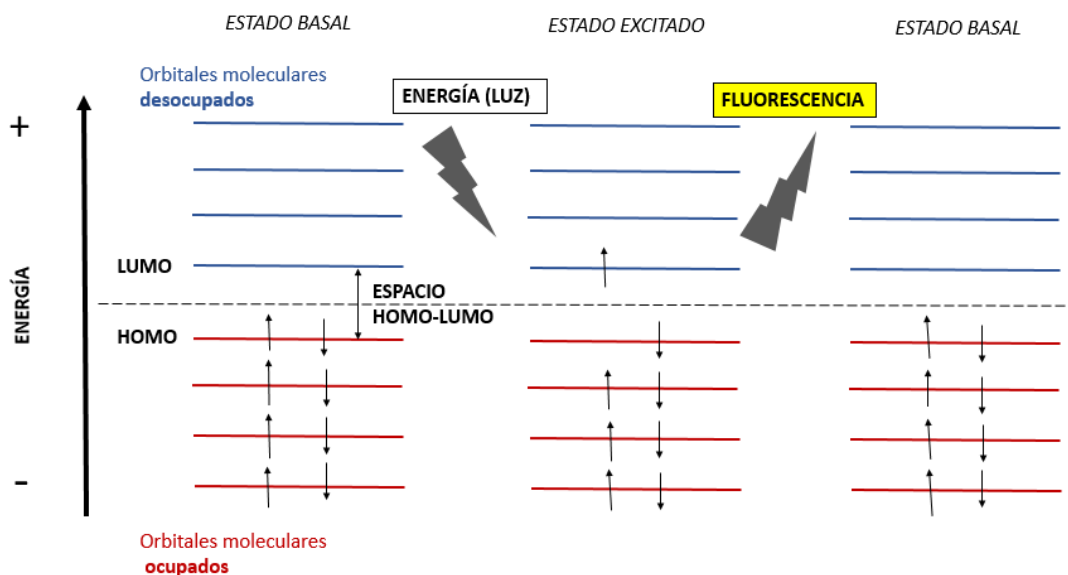 ESTADO BASAL
ESTADO EXCITADO
ESTADO BASAL
Orbitales moleculares
desocupados
ENERGÍA (LUZ)
FLUORESCENCIA
+
LUMO
ESPACIO
HOMO-LUMO
ENERGÍA
HOMO
-
Orbitales moleculares
ocupados